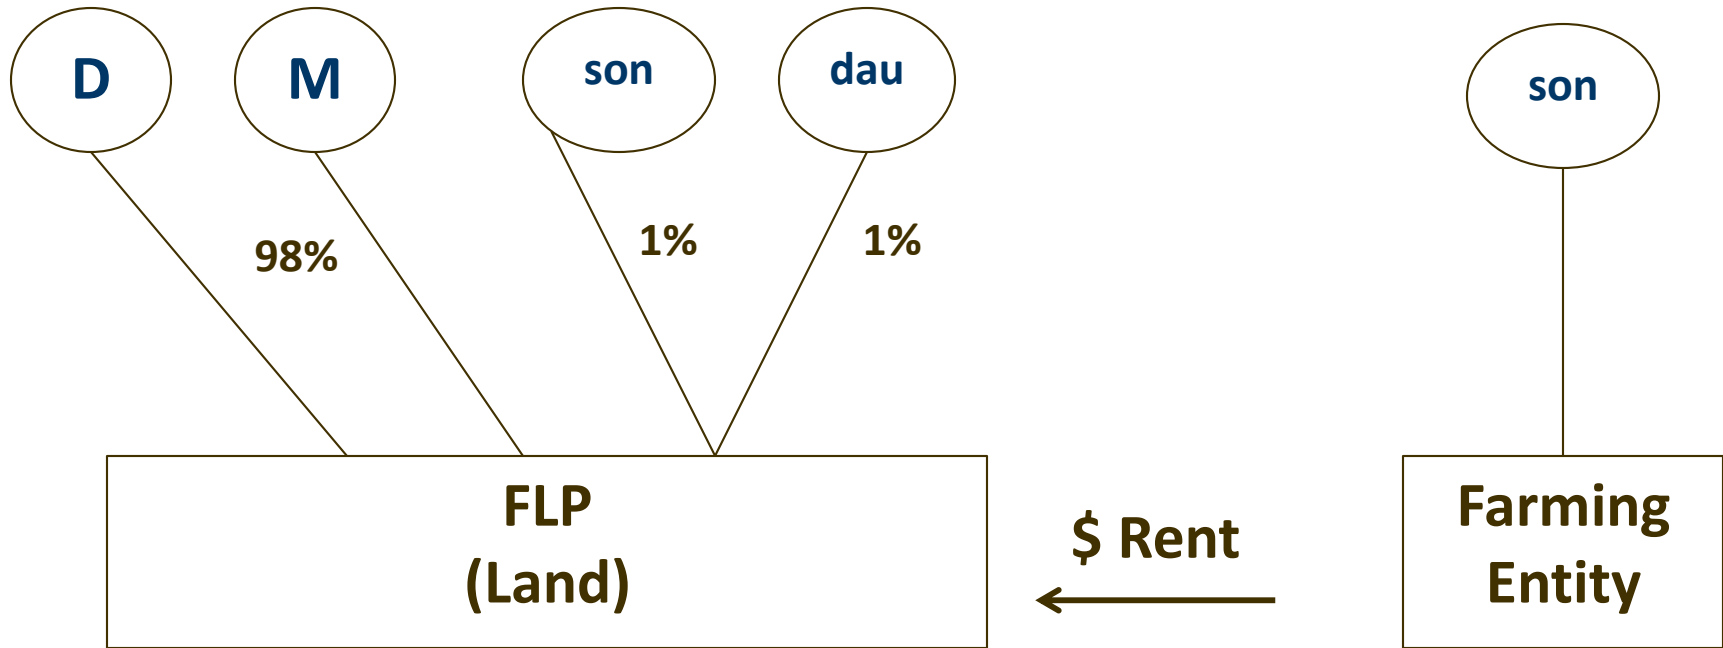 D
M
son
dau
son
98%
1%
1%
FLP
(Land)
$ Rent
Farming
Entity